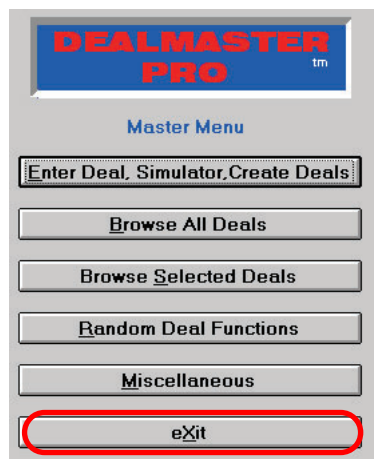 DEALMASTER
PRO tm
Master Menu
Enter Deal, Simulator,Create Deals
Browse All Deals
Browse Selected Deals
Random Deal Functions
Miscellaneous
eXit